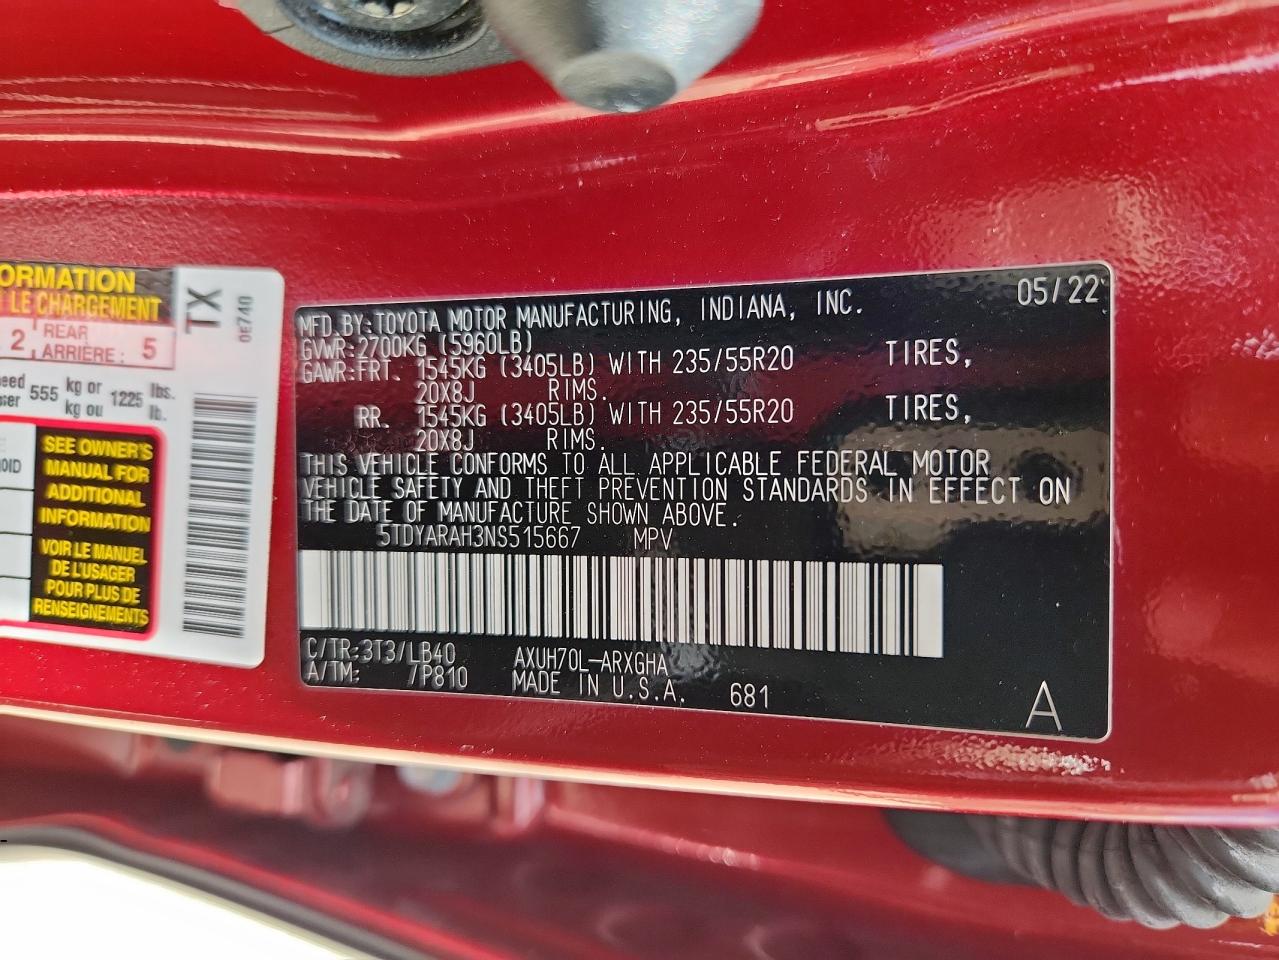 ORMATION
T LE CHARGEMENT
2 REAR
ARRIÈRE : 5
555 kg or 1225 lbs.
kg ou lb.
SEE OWNER'S
MANUAL FOR
ADDITIONAL
INFORMATION
VOIR LE MANUEL
DE L'USAGER
POUR PLUS DE
RENSEIGNEMENTS
TX
0E740
05/22
MFD.BY:TOYOTA MOTOR MANUFACTURING, INDIANA, INC.
GVWR:2700KG (5960LB)
GAWR:FRT. 1545KG (3405LB) WITH 235/55R20 TIRES,
20X8J RIMS.
RR. 1545KG (3405LB) WITH 235/55R20 TIRES,
20X8J RIMS.
THIS VEHICLE CONFORMS TO ALL APPLICABLE FEDERAL MOTOR
VEHICLE SAFETY AND THEFT PREVENTION STANDARDS IN EFFECT ON
THE DATE OF MANUFACTURE SHOWN ABOVE.
5TDYARAH3NS515667 MPV
C/TR:3T3/LB40 AXUH70L-ARXGHA
A/TM: /P810 MADE IN U.S.A. 681
A